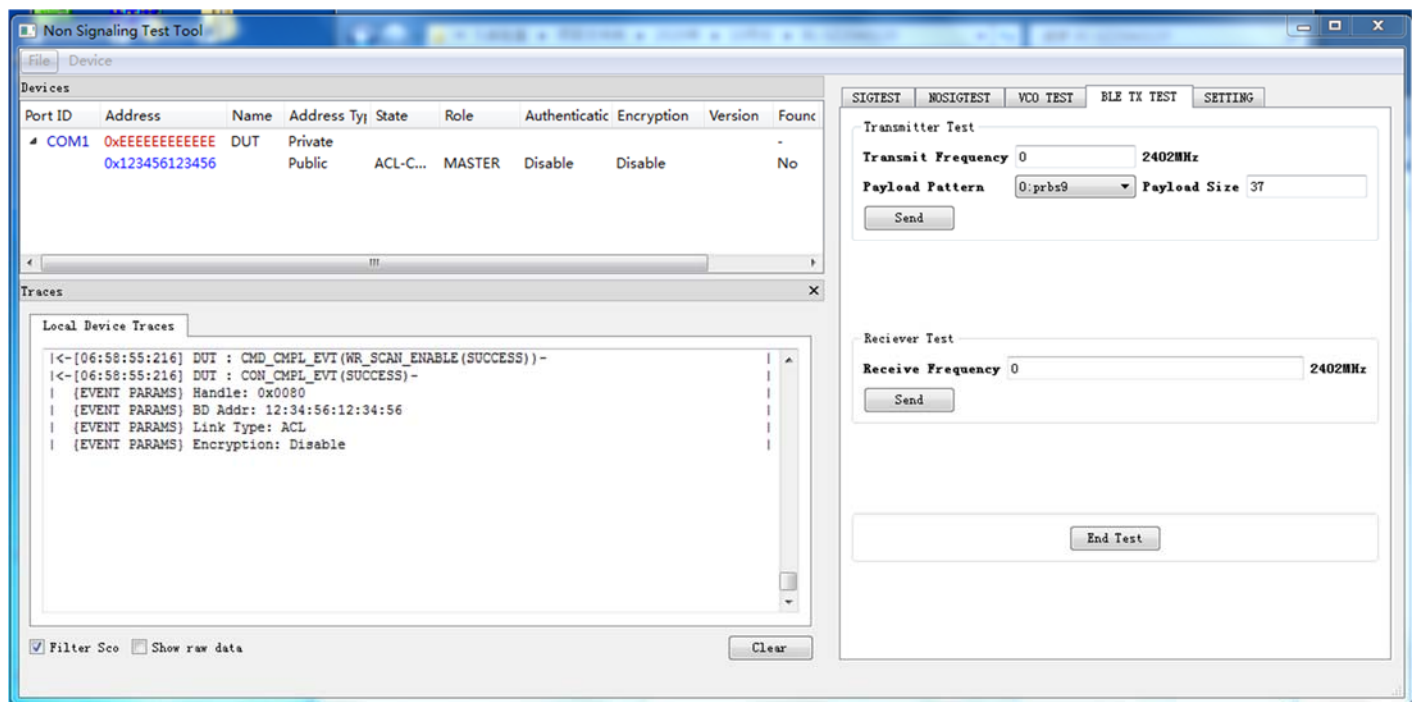 Non Signaling Test Tool
File Device
Devices
Port ID Address Name Address Ty State Role Authenticatic Encryption Version Founc
COM1 0xEEEEEEEEEEEE DUT Private -
0x123456123456 Public ACL-C... MASTER Disable Disable No
Traces
Local Device Traces
|<-[06:58:55:216] DUT : CMD_CMPL_EVT(WR_SCAN_ENABLE(SUCCESS))- |
|<-[06:58:55:216] DUT : CON_CMPL_EVT(SUCCESS)- |
| {EVENT PARAMS} Handle: 0x0080 |
| {EVENT PARAMS} BD Addr: 12:34:56:12:34:56 |
| {EVENT PARAMS} Link Type: ACL |
| {EVENT PARAMS} Encryption: Disable |
Filter Sco Show raw data Clear
SIGTEST NOSIGTEST VCO TEST BLE TX TEST SETTING
Transmitter Test
Transmit Frequency 0 2402MHz
Payload Pattern 0:prbs9 Payload Size 37
Send
Reciever Test
Receive Frequency 0 2402MHz
Send
End Test